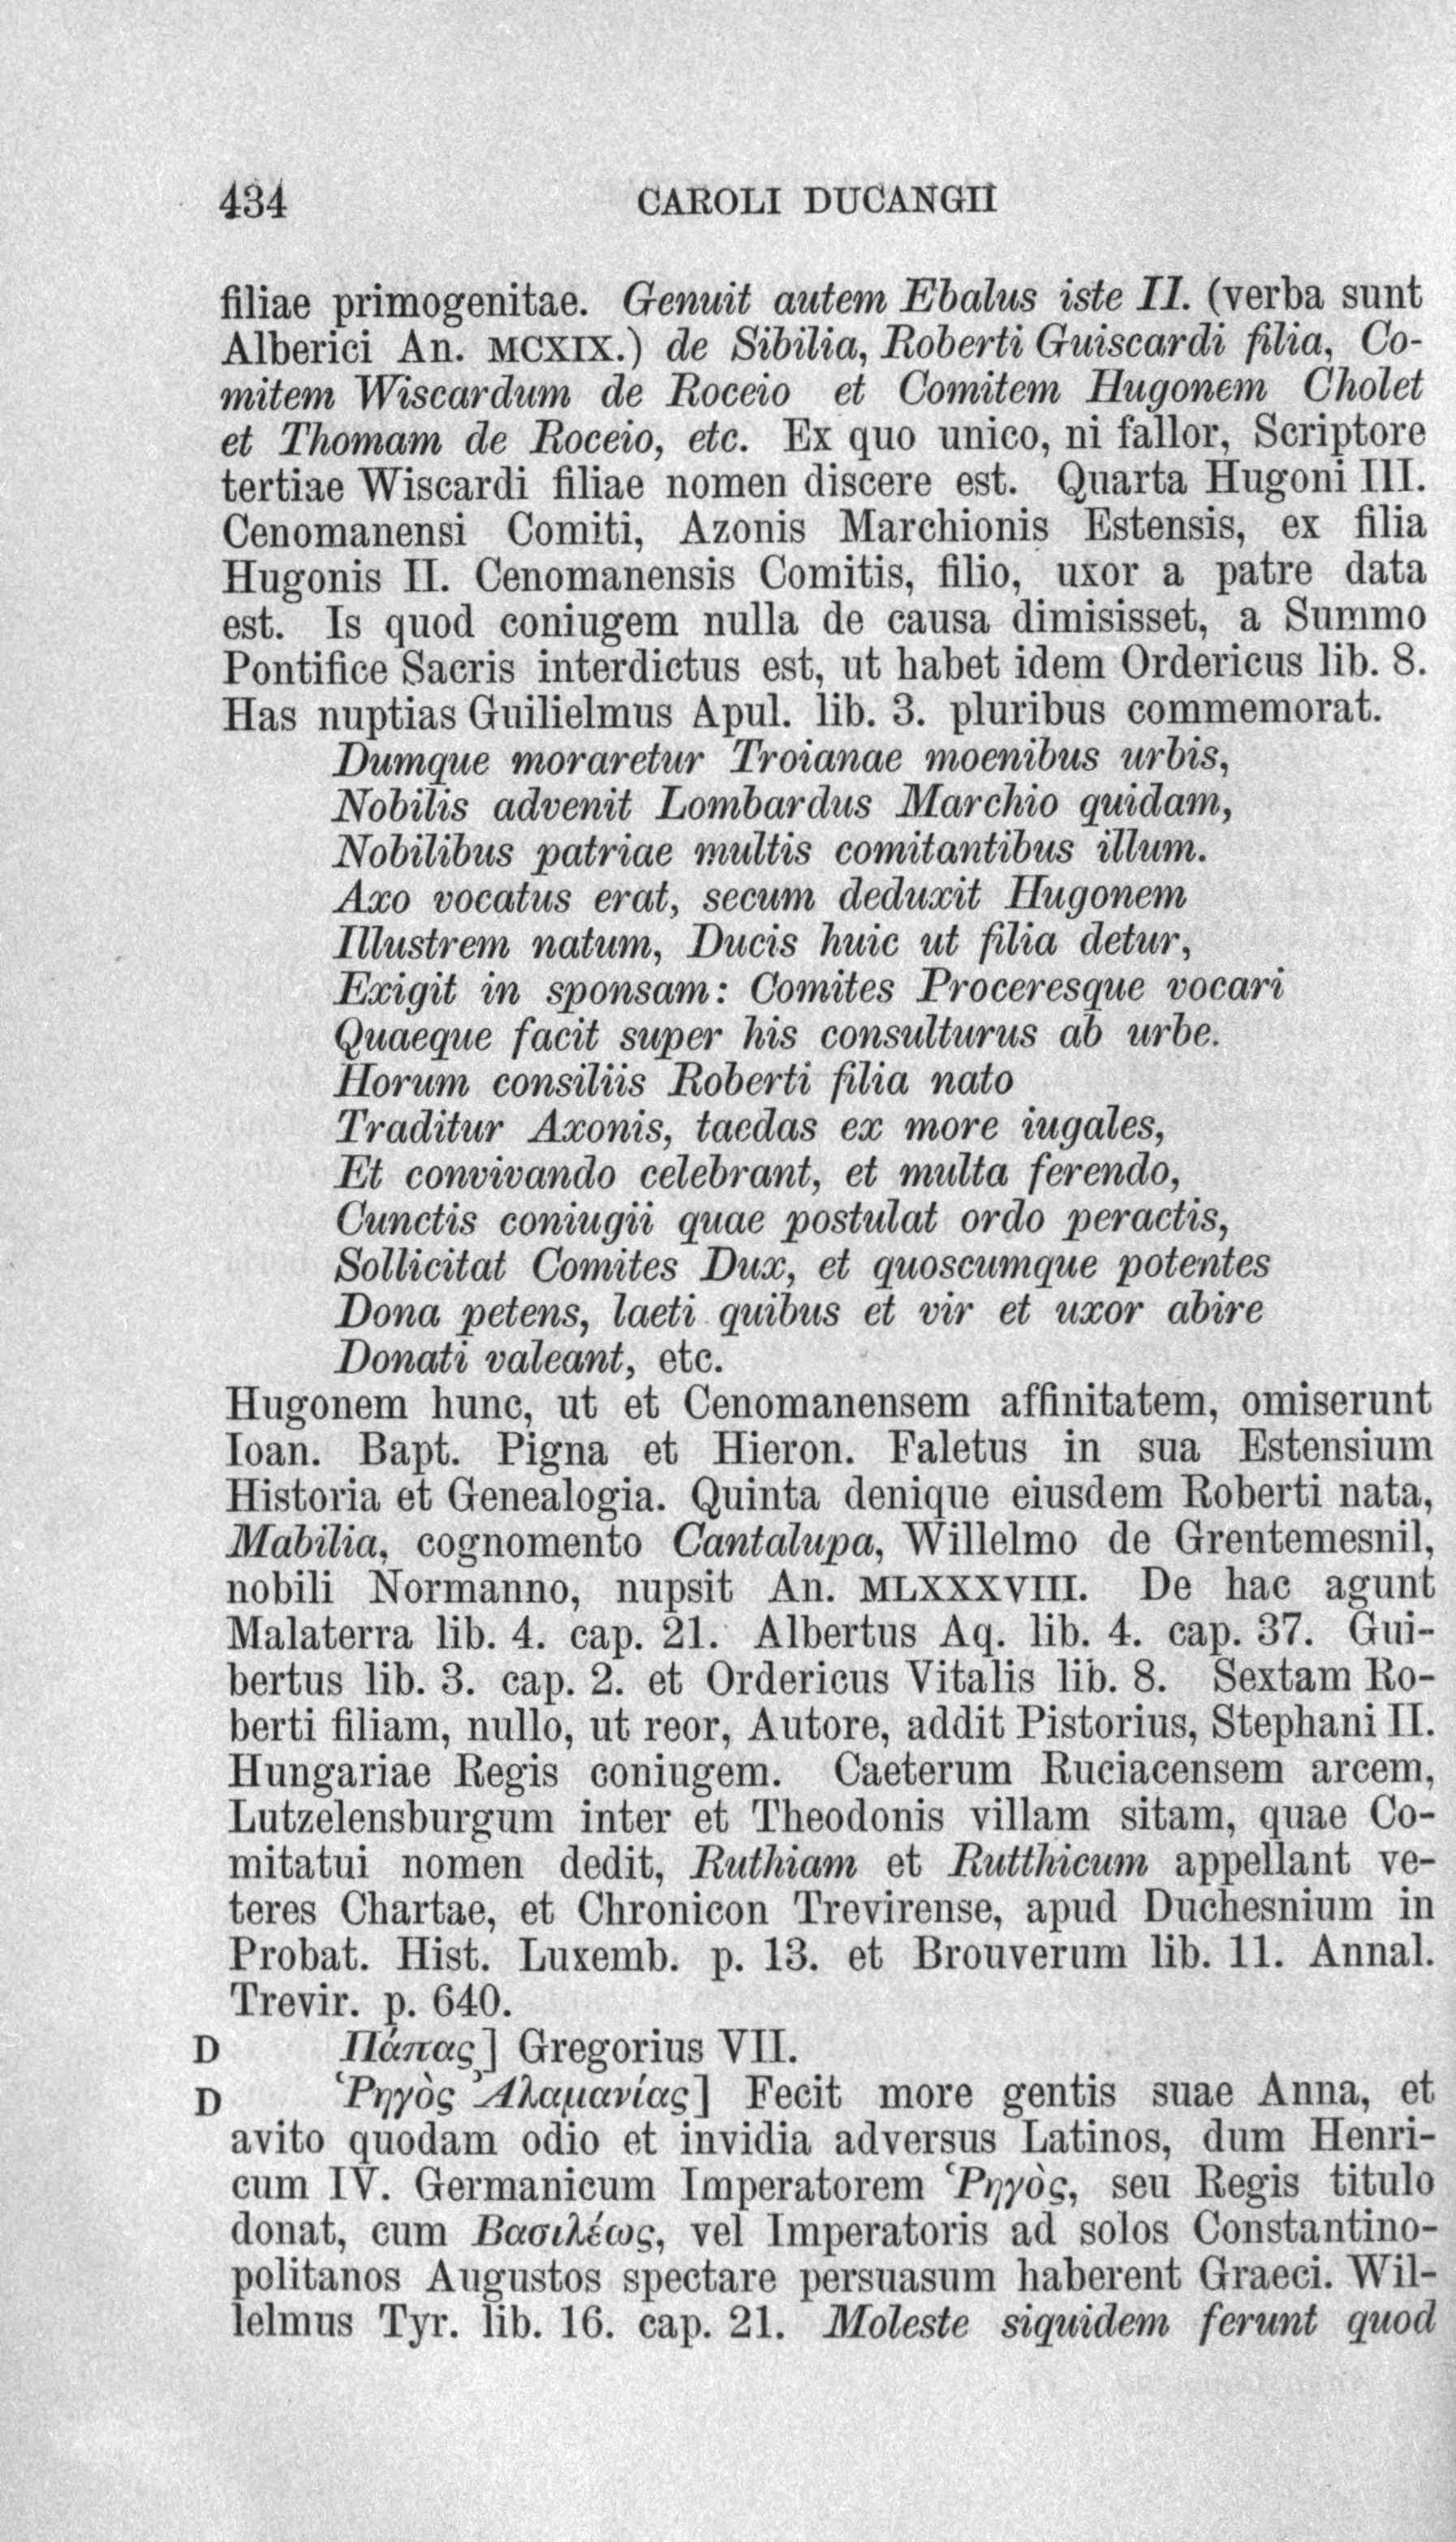 434 CAROLI DUCANGII
filiae primogenitae. Genuit autem Ebalus iste II. (verba sunt
Alberici An. MCXIX.) de Sibilia, Roberti Guiscardi filia, Co-
mitem Wiscardum de Roceio et Comitem Hugonem Cholet
et Thomam de Roceio, etc. Ex quo unico, ni fallor, Scriptore
tertiae Wiscardi filiae nomen discere est. Quarta Hugoni III.
Cenomanensi Comiti, Azonis Marchionis Estensis, ex filia
Hugonis II. Cenomanensis Comitis, filio, uxor a patre data
est. Is quod coniugem nulla de causa dimisisset, a Summo
Pontifice Sacris interdictus est, ut habet idem Ordericus lib. 8.
Has nuptias Guilielmus Apul. lib. 3. pluribus commemorat.
Dumque moraretur Troianae moenibus urbis,
Nobilis advenit Lombardus Marchio quidam,
Nobilibus patriae multis comitantibus illum.
Axo vocatus erat, secum deduxit Hugonem
Illustrem natum, Ducis huic ut filia detur,
Exigit in sponsam: Comites Proceresque vocari
Quaeque facit super his consulturus ab urbe.
Horum consiliis Roberti filia nato
Traditur Axonis, taedas ex more iugales,
Et convivando celebrant, et multa ferendo,
Cunctis coniugii quae postulat ordo peractis,
Sollicitat Comites Dux, et quoscumque potentes
Dona petens, laeti quibus et vir et uxor abire
Donati valeant, etc.
Hugonem hunc, ut et Cenomanensem affinitatem, omiserunt
Ioan. Bapt. Pigna et Hieron. Faletus in sua Estensium
Historia et Genealogia. Quinta denique eiusdem Roberti nata,
Mabilia, cognomento Cantalupa, Willelmo de Grentemesnil,
nobili Normanno, nupsit An. MLXXXVIII. De hac agunt
Malaterra lib. 4. cap. 21. Albertus Aq. lib. 4. cap. 37. Gui-
bertus lib. 3. cap. 2. et Ordericus Vitalis lib. 8. Sextam Ro-
berti filiam, nullo, ut reor, Autore, addit Pistorius, Stephani II.
Hungariae Regis coniugem. Caeterum Ruciacensem arcem,
Lutzelensburgum inter et Theodonis villam sitam, quae Co-
mitatui nomen dedit, Ruthiam et Rutthicum appellant ve-
teres Chartae, et Chronicon Trevirense, apud Duchesnium in
Probat. Hist. Luxemb. p. 13. et Brouverum lib. 11. Annal.
Trevir. p. 640.
D Πάπας] Gregorius VII.
D Ῥηγὸς Ἀλαμανίας] Fecit more gentis suae Anna, et
avito quodam odio et invidia adversus Latinos, dum Henri-
cum IV. Germanicum Imperatorem Ῥηγὸς, seu Regis titulo
donat, cum Βασιλέως, vel Imperatoris ad solos Constantino-
politanos Augustos spectare persuasum haberent Graeci. Wil-
lelmus Tyr. lib. 16. cap. 21. Moleste siquidem ferunt quod